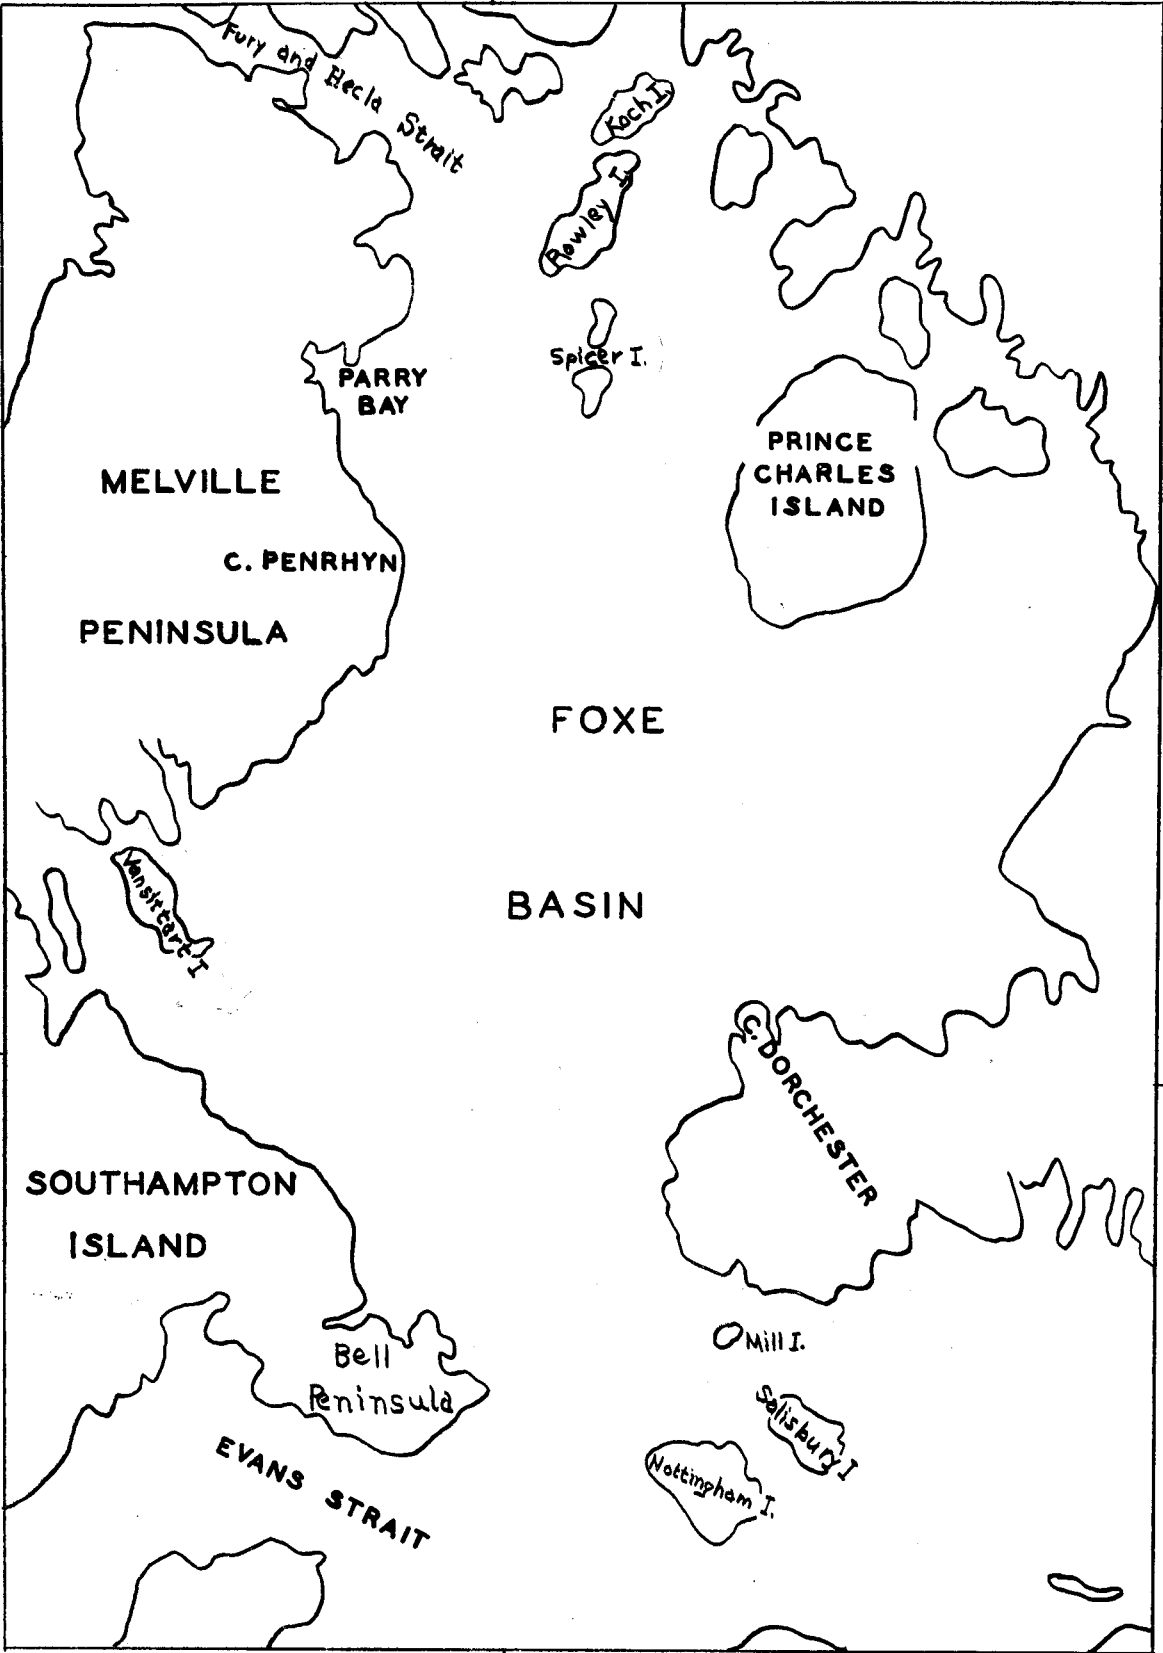 Fury and Hecla Strait
Koch I.
Rowley I.
Spicer I.
PARRY
BAY
PRINCE
CHARLES
ISLAND
MELVILLE
C. PENRHYN
PENINSULA
FOXE
BASIN
Vansittart I
C. DORCHESTER
SOUTHAMPTON
ISLAND
Mill I.
Bell
Peninsula
Salisbury I
EVANS STRAIT
Nottingham I.